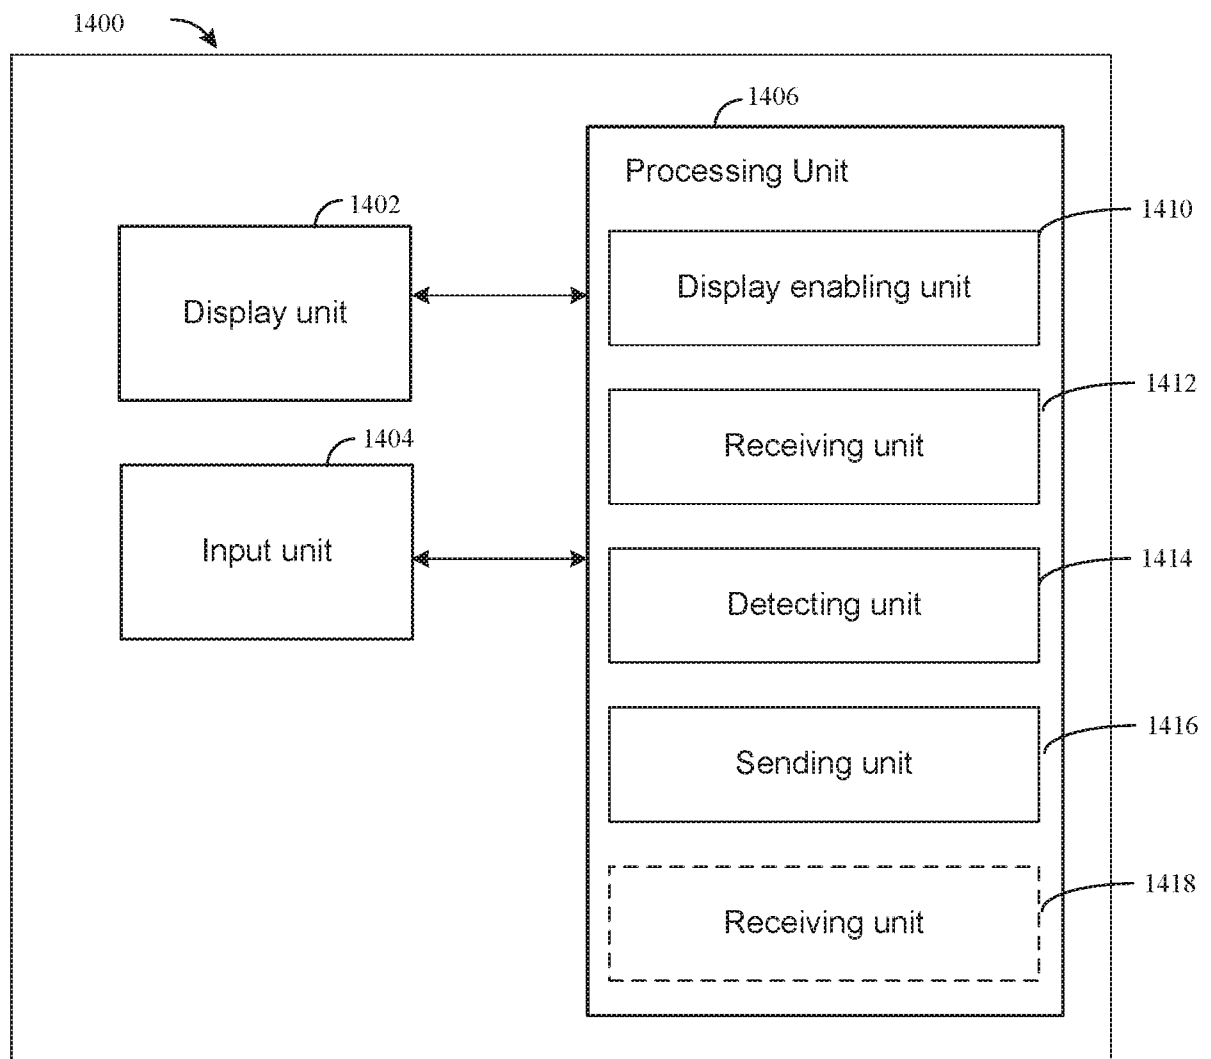 1400
1406
Processing Unit
1402
Display unit
1410
Display enabling unit
1412
Receiving unit
1404
Input unit
1414
Detecting unit
1416
Sending unit
1418
Receiving unit